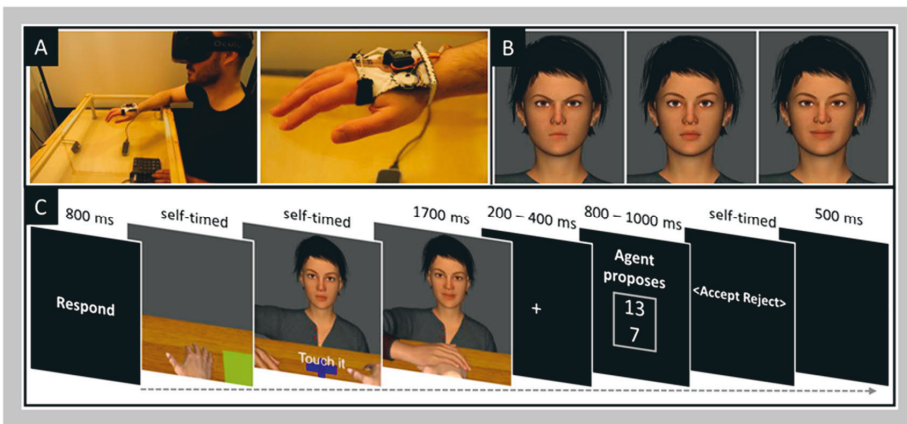 A
B
C
800 ms
self-timed
self-timed
1700 ms
200 – 400 ms
800 – 1000 ms
self-timed
500 ms
Respond
Touch it
+
Agent
proposes
13
7
<Accept Reject>